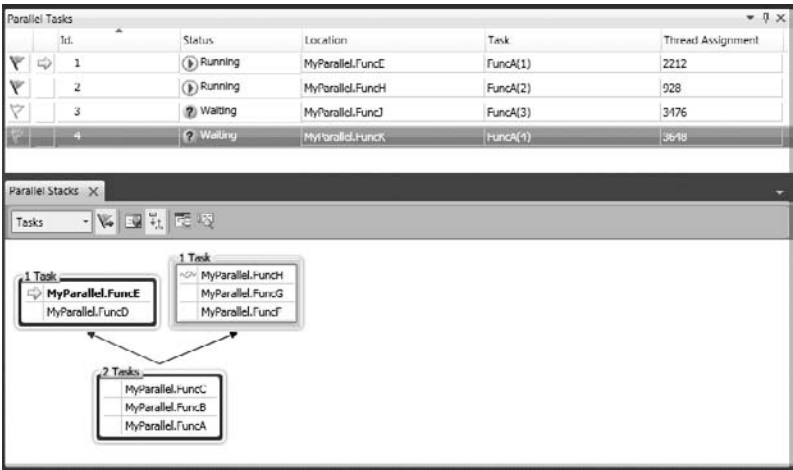 Parallel Tasks
Id. Status Location Task Thread Assignment
1 Running MyParallel.FuncE FuncA(1) 2212
2 Running MyParallel.FuncH FuncA(2) 928
3 Waiting MyParallel.FuncJ FuncA(3) 3476
4 Waiting MyParallel.FuncK FuncA(4) 3648
Parallel Stacks
Tasks
1 Task
MyParallel.FuncE
MyParallel.FuncD
1 Task
MyParallel.FuncH
MyParallel.FuncG
MyParallel.FuncF
2 Tasks
MyParallel.FuncC
MyParallel.FuncB
MyParallel.FuncA